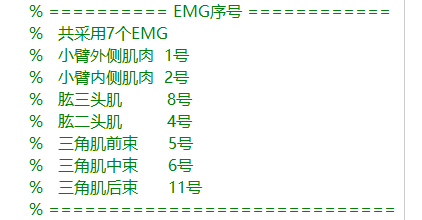 % ========== EMG序号 ============
% 共采用7个EMG
% 小臂外侧肌肉 1号
% 小臂内侧肌肉 2号
% 肱三头肌 8号
% 肱二头肌 4号
% 三角肌前束 5号
% 三角肌中束 6号
% 三角肌后束 11号
% =============================